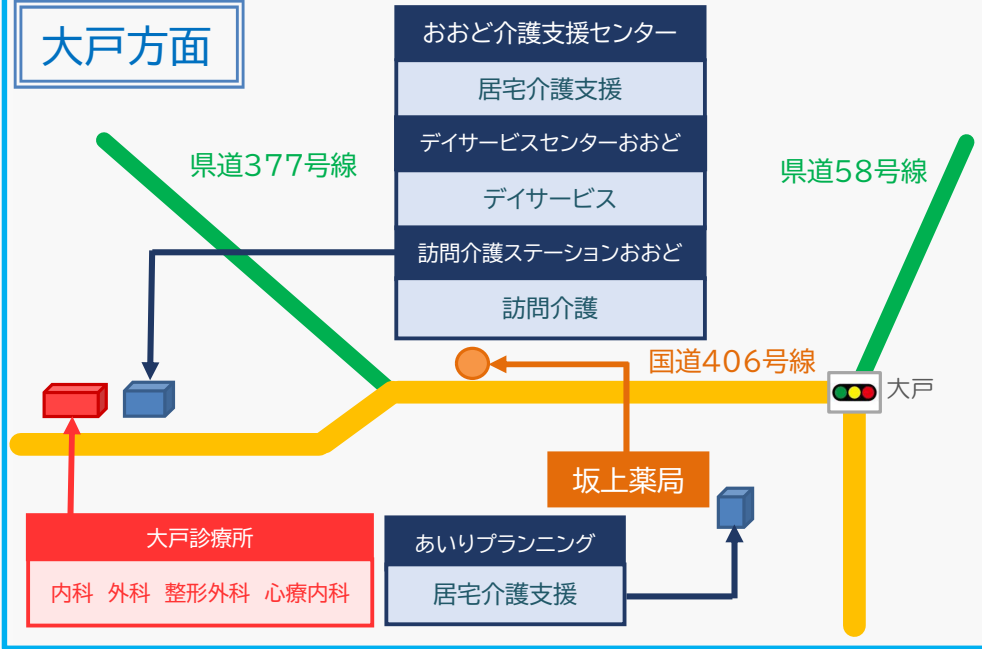 大戸方面
おおど介護支援センター
居宅介護支援
デイサービスセンターおおど
デイサービス
訪問介護ステーションおおど
訪問介護
県道377号線
県道58号線
国道406号線
大戸
坂上薬局
大戸診療所
内科 外科 整形外科 心療内科
あいりプランニング
居宅介護支援